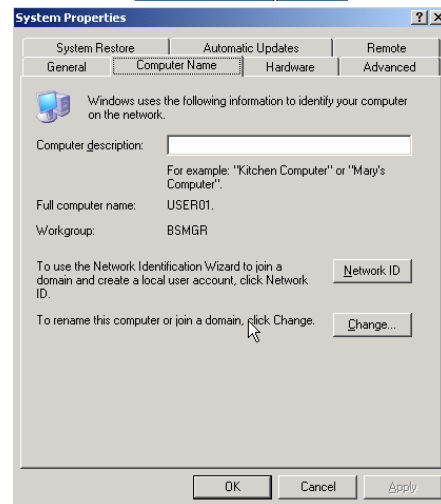 System Properties
System Restore Automatic Updates Remote
General Computer Name Hardware Advanced
Windows uses the following information to identify your computer
on the network.
Computer description:
For example: "Kitchen Computer" or "Mary's
Computer".
Full computer name: USER01.
Workgroup: BSMGR
To use the Network Identification Wizard to join a
domain and create a local user account, click Network
ID.
Network ID
To rename this computer or join a domain, click Change.
Change...
OK Cancel Apply